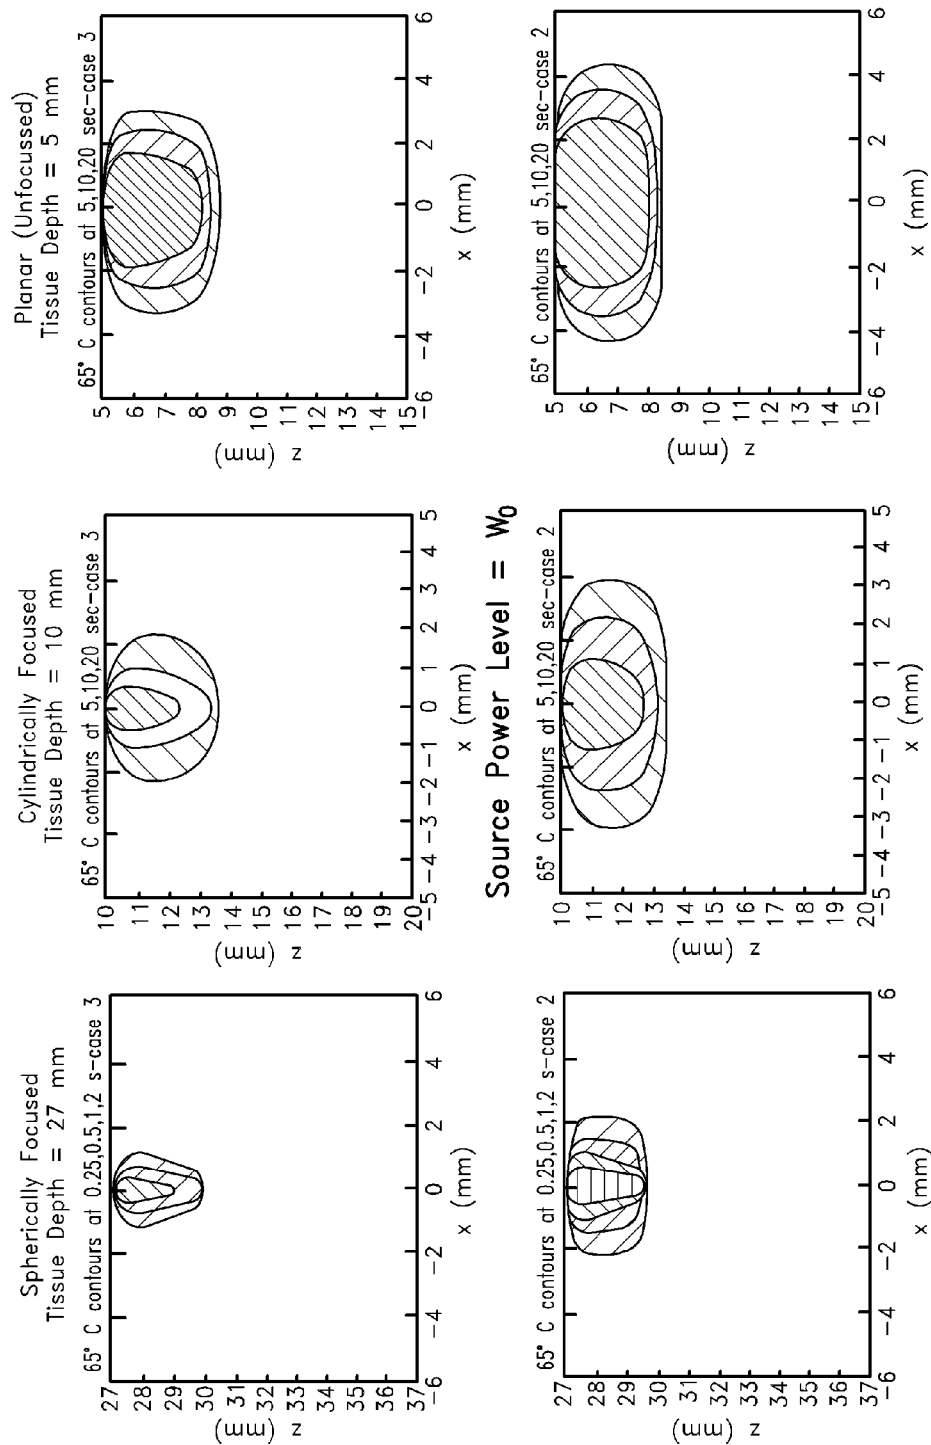 Spherically Focused
Tissue Depth = 27 mm
65° C contours at 0.25,0.5,1,2 s-case 3
27
28
29
30
31
32
33
34
35
36
37
z (mm)
-6 -4 -2 0 2 4 6
x (mm)
Cylindrically Focused
Tissue Depth = 10 mm
65° C contours at 5,10,20 sec-case 3
10
11
12
13
14
15
16
17
18
19
20
z (mm)
-5 -4 -3 -2 -1 0 1 2 3 4 5
x (mm)
Planar (Unfocussed)
Tissue Depth = 5 mm
65° C contours at 5,10,20 sec-case 3
5
6
7
8
9
10
11
12
13
14
15
z (mm)
-6 -4 -2 0 2 4 6
x (mm)
Source Power Level = W0
65° C contours at 0.25,0.5,1,2 s-case 2
27
28
29
30
31
32
33
34
35
36
37
z (mm)
-6 -4 -2 0 2 4 6
x (mm)
65° C contours at 5,10,20 sec-case 2
10
11
12
13
14
15
16
17
18
19
20
z (mm)
-5 -4 -3 -2 -1 0 1 2 3 4 5
x (mm)
65° C contours at 5,10,20 sec-case 2
5
6
7
8
9
10
11
12
13
14
15
z (mm)
-6 -4 -2 0 2 4 6
x (mm)